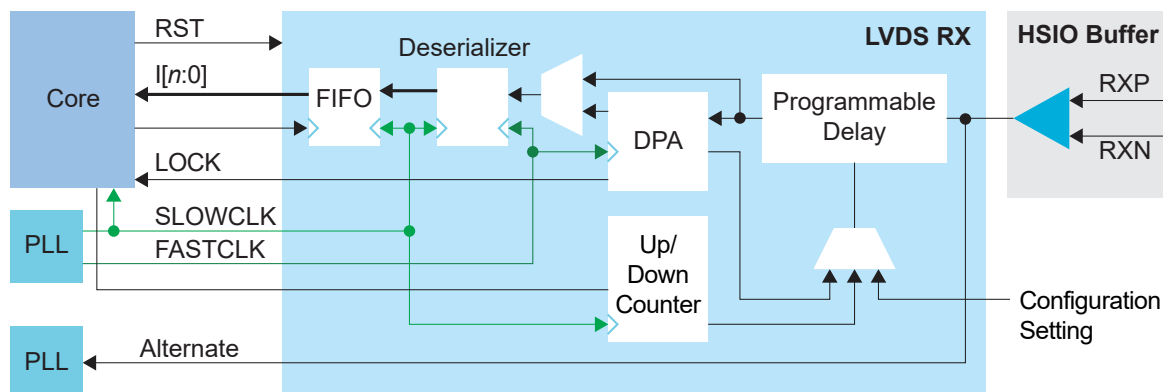 RST
LVDS RX
HSIO Buffer
Deserializer
I[n:0]
Core
FIFO
RXP
Programmable
Delay
DPA
RXN
LOCK
SLOWCLK
PLL
FASTCLK
Up/
Down
Counter
Configuration
Setting
Alternate
PLL